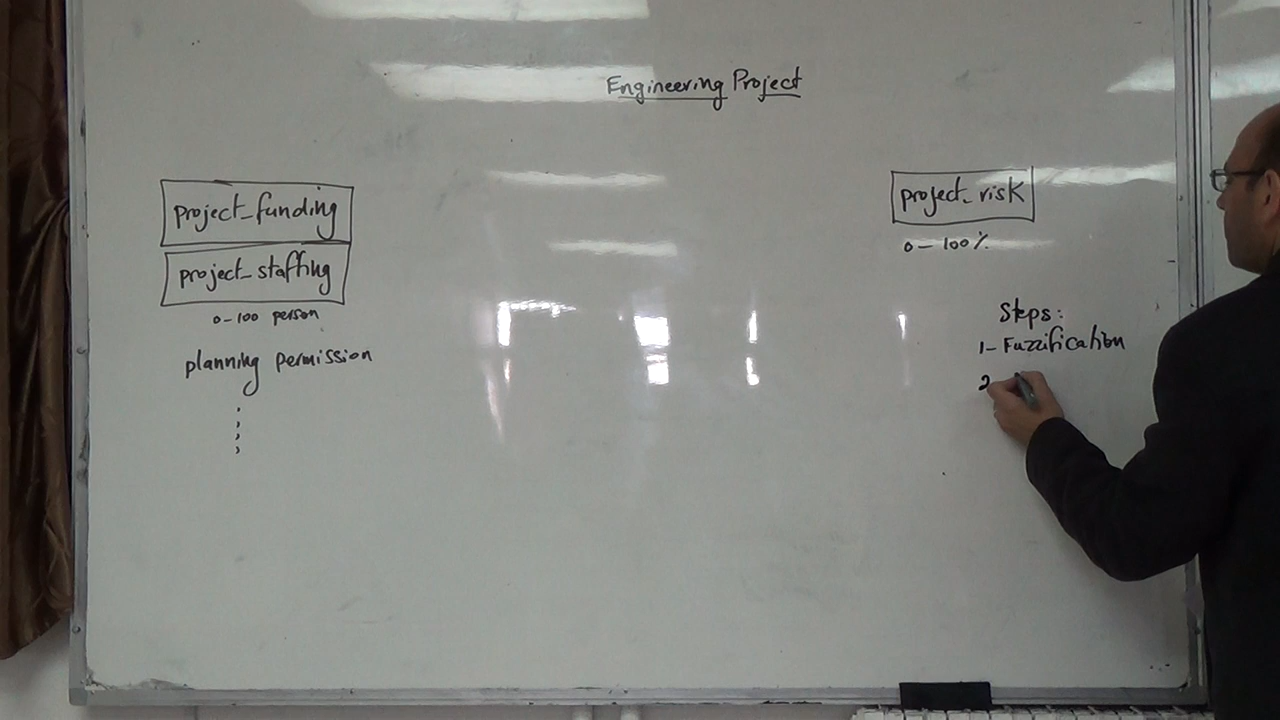 Engineering Project
project_funding
project_staffing
0-100 person
planning permission
project_risk
0-100%
Steps:
1- Fuzzification
2